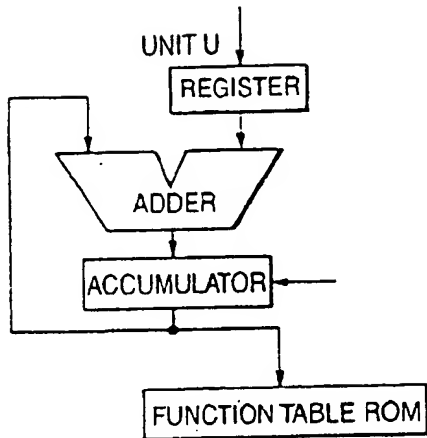 UNIT U
REGISTER
ADDER
ACCUMULATOR
FUNCTION TABLE ROM